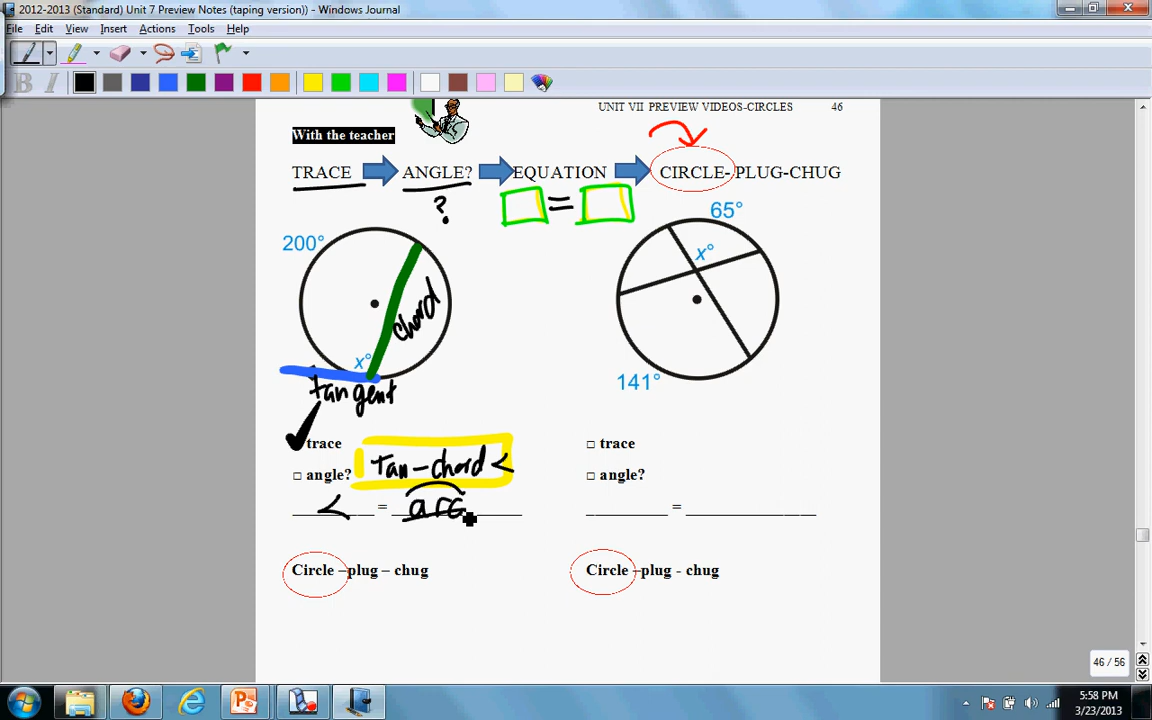 2012-2013 (Standard) Unit 7 Preview Notes (taping version)) - Windows Journal
File Edit View Insert Actions Tools Help
B I
UNIT VII PREVIEW VIDEOS-CIRCLES 46
With the teacher
TRACE ANGLE? EQUATION CIRCLE- PLUG-CHUG
? =
200° x° chord tangent
65° x° 141°
trace
angle? tan-chord <
< = arc
Circle –plug – chug
□ trace
□ angle?
________ = ____________
Circle –plug - chug
46 / 56
5:58 PM
3/23/2013